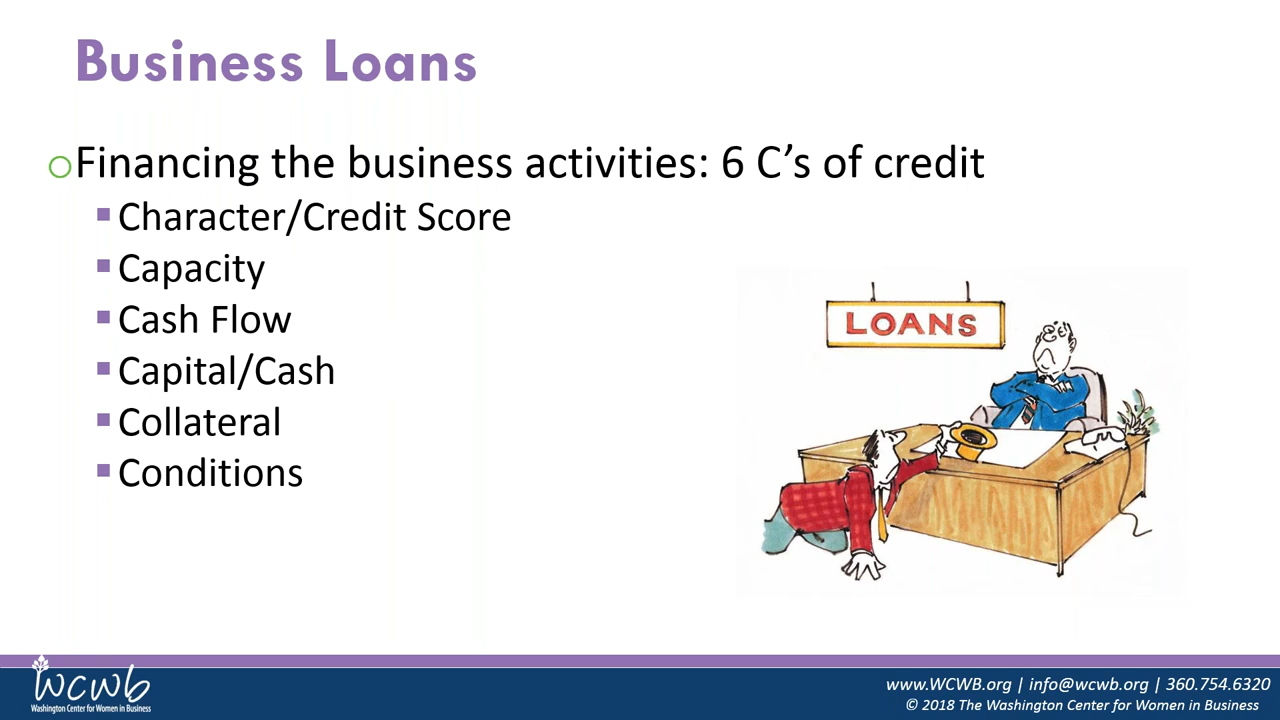 Business Loans
Financing the business activities: 6 C’s of credit
Character/Credit Score
Capacity
Cash Flow
Capital/Cash
Collateral
Conditions
LOANS
wcwb
Washington Center for Women in Business
www.WCWB.org | info@wcwb.org | 360.754.6320
© 2018 The Washington Center for Women in Business